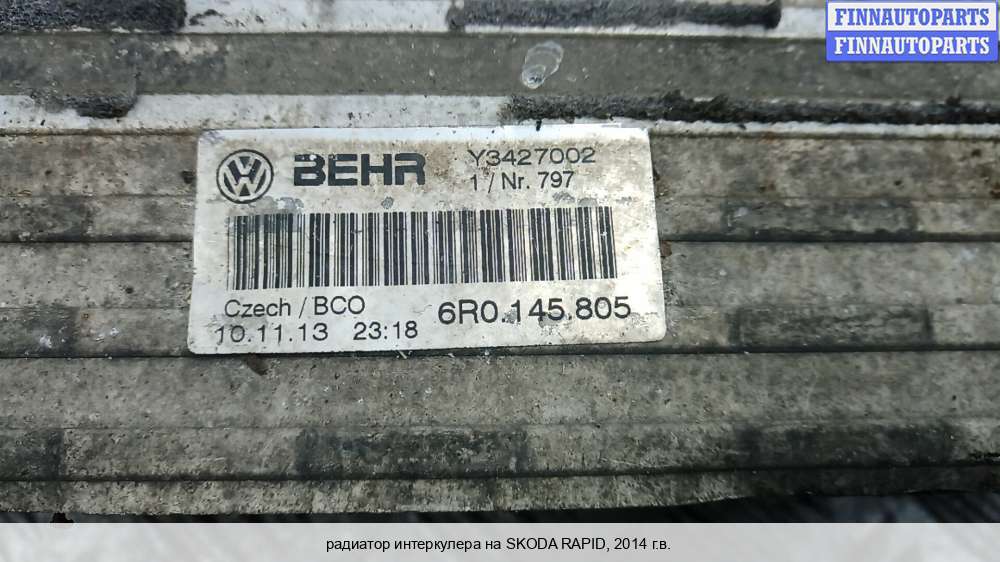 FINNAUTOPARTS
FINNAUTOPARTS
BEHR
Y3427002
1 / Nr. 797
Czech / BCO
6R0.145.805
10.11.13 23:18
радиатор интеркулера на SKODA RAPID, 2014 г.в.